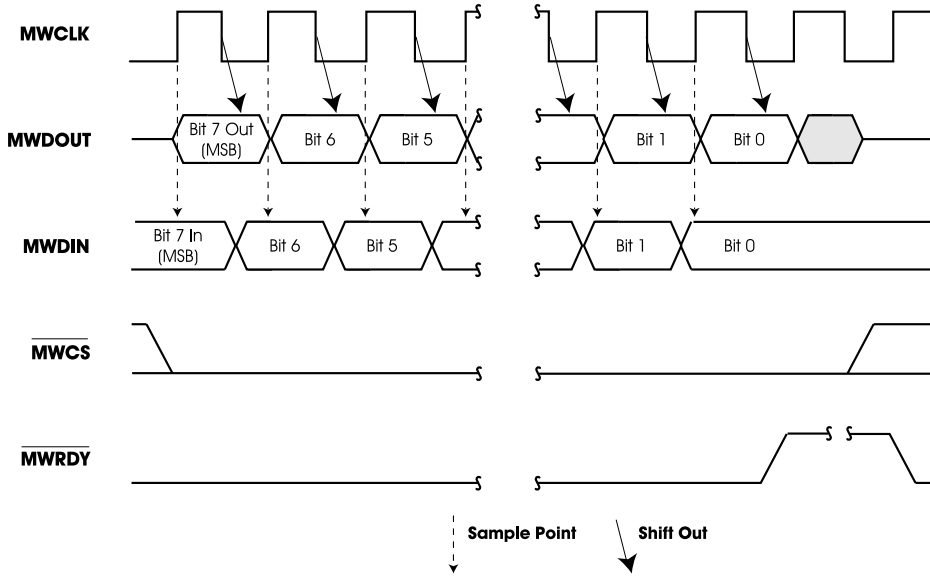 MWCLK
MWDOUT
Bit 7 Out
(MSB)
Bit 6
Bit 5
Bit 1
Bit 0
MWDIN
Bit 7 In
(MSB)
Bit 6
Bit 5
Bit 1
Bit 0
MWCS
MWRDY
Sample Point
Shift Out